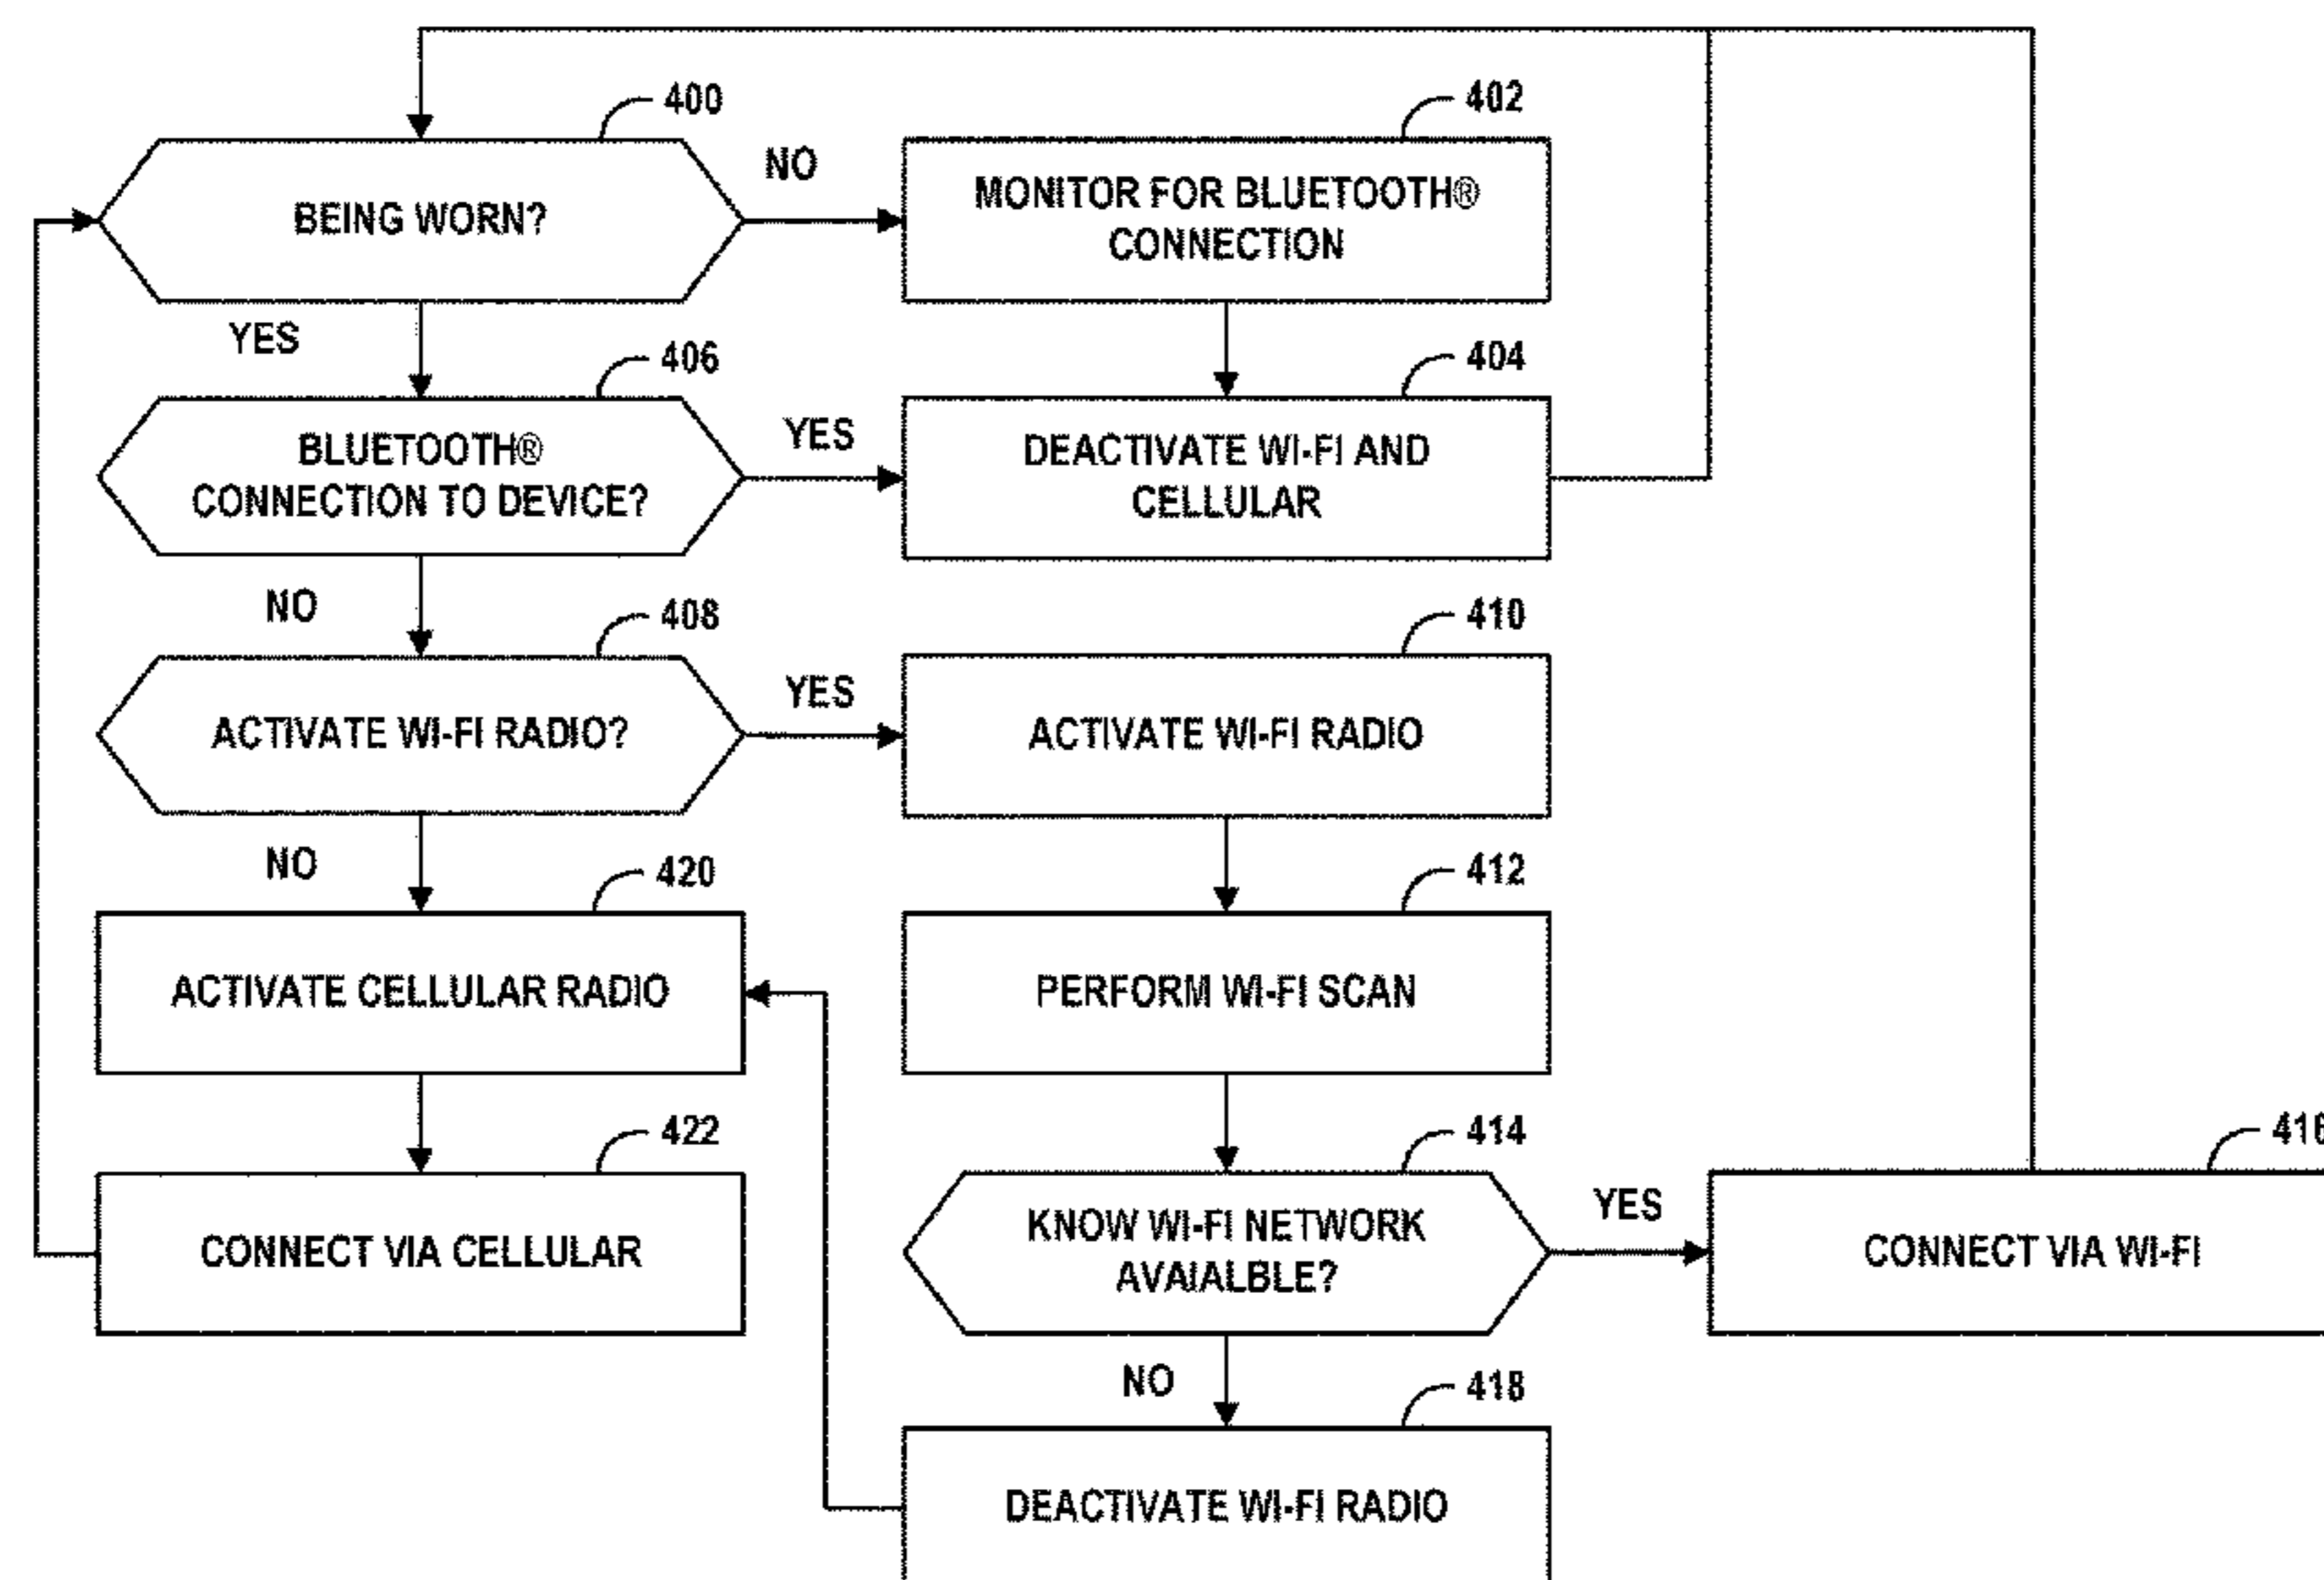 400
402
NO
BEING WORN?
MONITOR FOR BLUETOOTH®
CONNECTION
YES
406
404
BLUETOOTH®
CONNECTION TO DEVICE?
YES
DEACTIVATE WI-FI AND
CELLULAR
NO
408
410
ACTIVATE WI-FI RADIO?
YES
ACTIVATE WI-FI RADIO
NO
420
412
ACTIVATE CELLULAR RADIO
PERFORM WI-FI SCAN
422
414
416
CONNECT VIA CELLULAR
KNOW WI-FI NETWORK
AVAIALBLE?
YES
CONNECT VIA WI-FI
NO
418
DEACTIVATE WI-FI RADIO